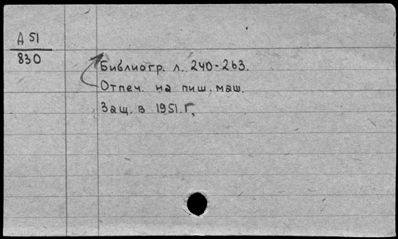 А 51
830
Библиогр. л. 240-263.
Отпеч. на пиш. маш.
Защ. в 1951.г,